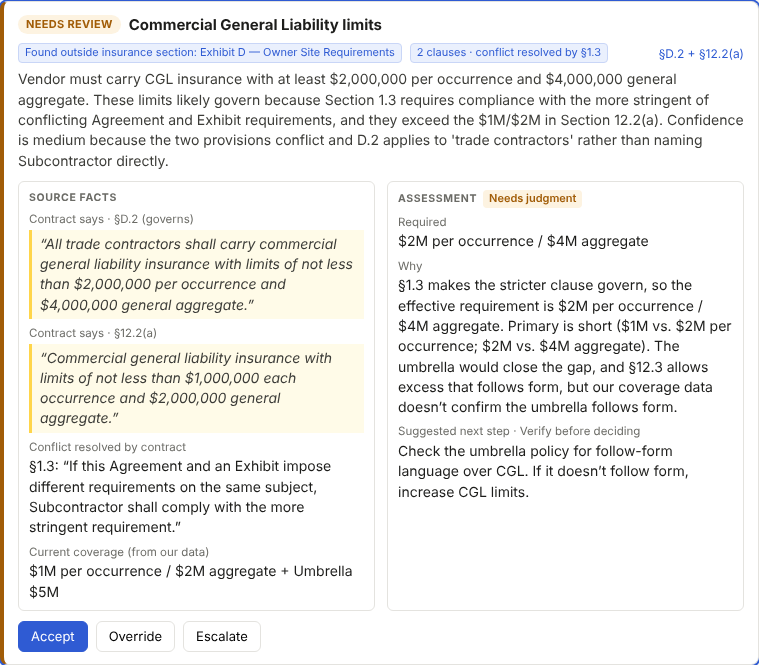 NEEDS REVIEW Commercial General Liability limits
Found outside insurance section: Exhibit D — Owner Site Requirements 2 clauses · conflict resolved by §1.3 §D.2 + §12.2(a)
Vendor must carry CGL insurance with at least $2,000,000 per occurrence and $4,000,000 general
aggregate. These limits likely govern because Section 1.3 requires compliance with the more stringent of
conflicting Agreement and Exhibit requirements, and they exceed the $1M/$2M in Section 12.2(a). Confidence
is medium because the two provisions conflict and D.2 applies to 'trade contractors' rather than naming
Subcontractor directly.
SOURCE FACTS
Contract says · §D.2 (governs)
“All trade contractors shall carry commercial
general liability insurance with limits of not less
than $2,000,000 per occurrence and
$4,000,000 general aggregate.”
Contract says · §12.2(a)
“Commercial general liability insurance with
limits of not less than $1,000,000 each
occurrence and $2,000,000 general
aggregate.”
Conflict resolved by contract
§1.3: “If this Agreement and an Exhibit impose
different requirements on the same subject,
Subcontractor shall comply with the more
stringent requirement.”
Current coverage (from our data)
$1M per occurrence / $2M aggregate + Umbrella
$5M
ASSESSMENT Needs judgment
Required
$2M per occurrence / $4M aggregate
Why
§1.3 makes the stricter clause govern, so the
effective requirement is $2M per occurrence /
$4M aggregate. Primary is short ($1M vs. $2M per
occurrence; $2M vs. $4M aggregate). The
umbrella would close the gap, and §12.3 allows
excess that follows form, but our coverage data
doesn’t confirm the umbrella follows form.
Suggested next step · Verify before deciding
Check the umbrella policy for follow-form
language over CGL. If it doesn’t follow form,
increase CGL limits.
Accept Override Escalate